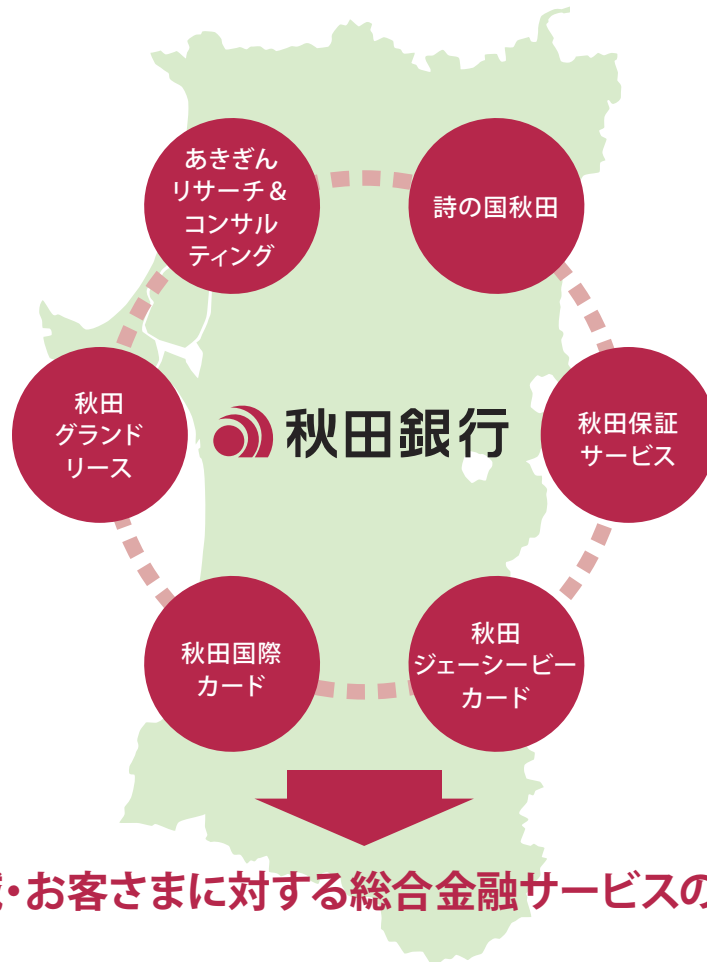 あきぎん
リサーチ&
コンサル
ティング
詩の国秋田
秋田
グランド
リース
秋田銀行
秋田保証
サービス
秋田国際
カード
秋田
ジェーシービー
カード
・お客さまに対する総合金融サービスの